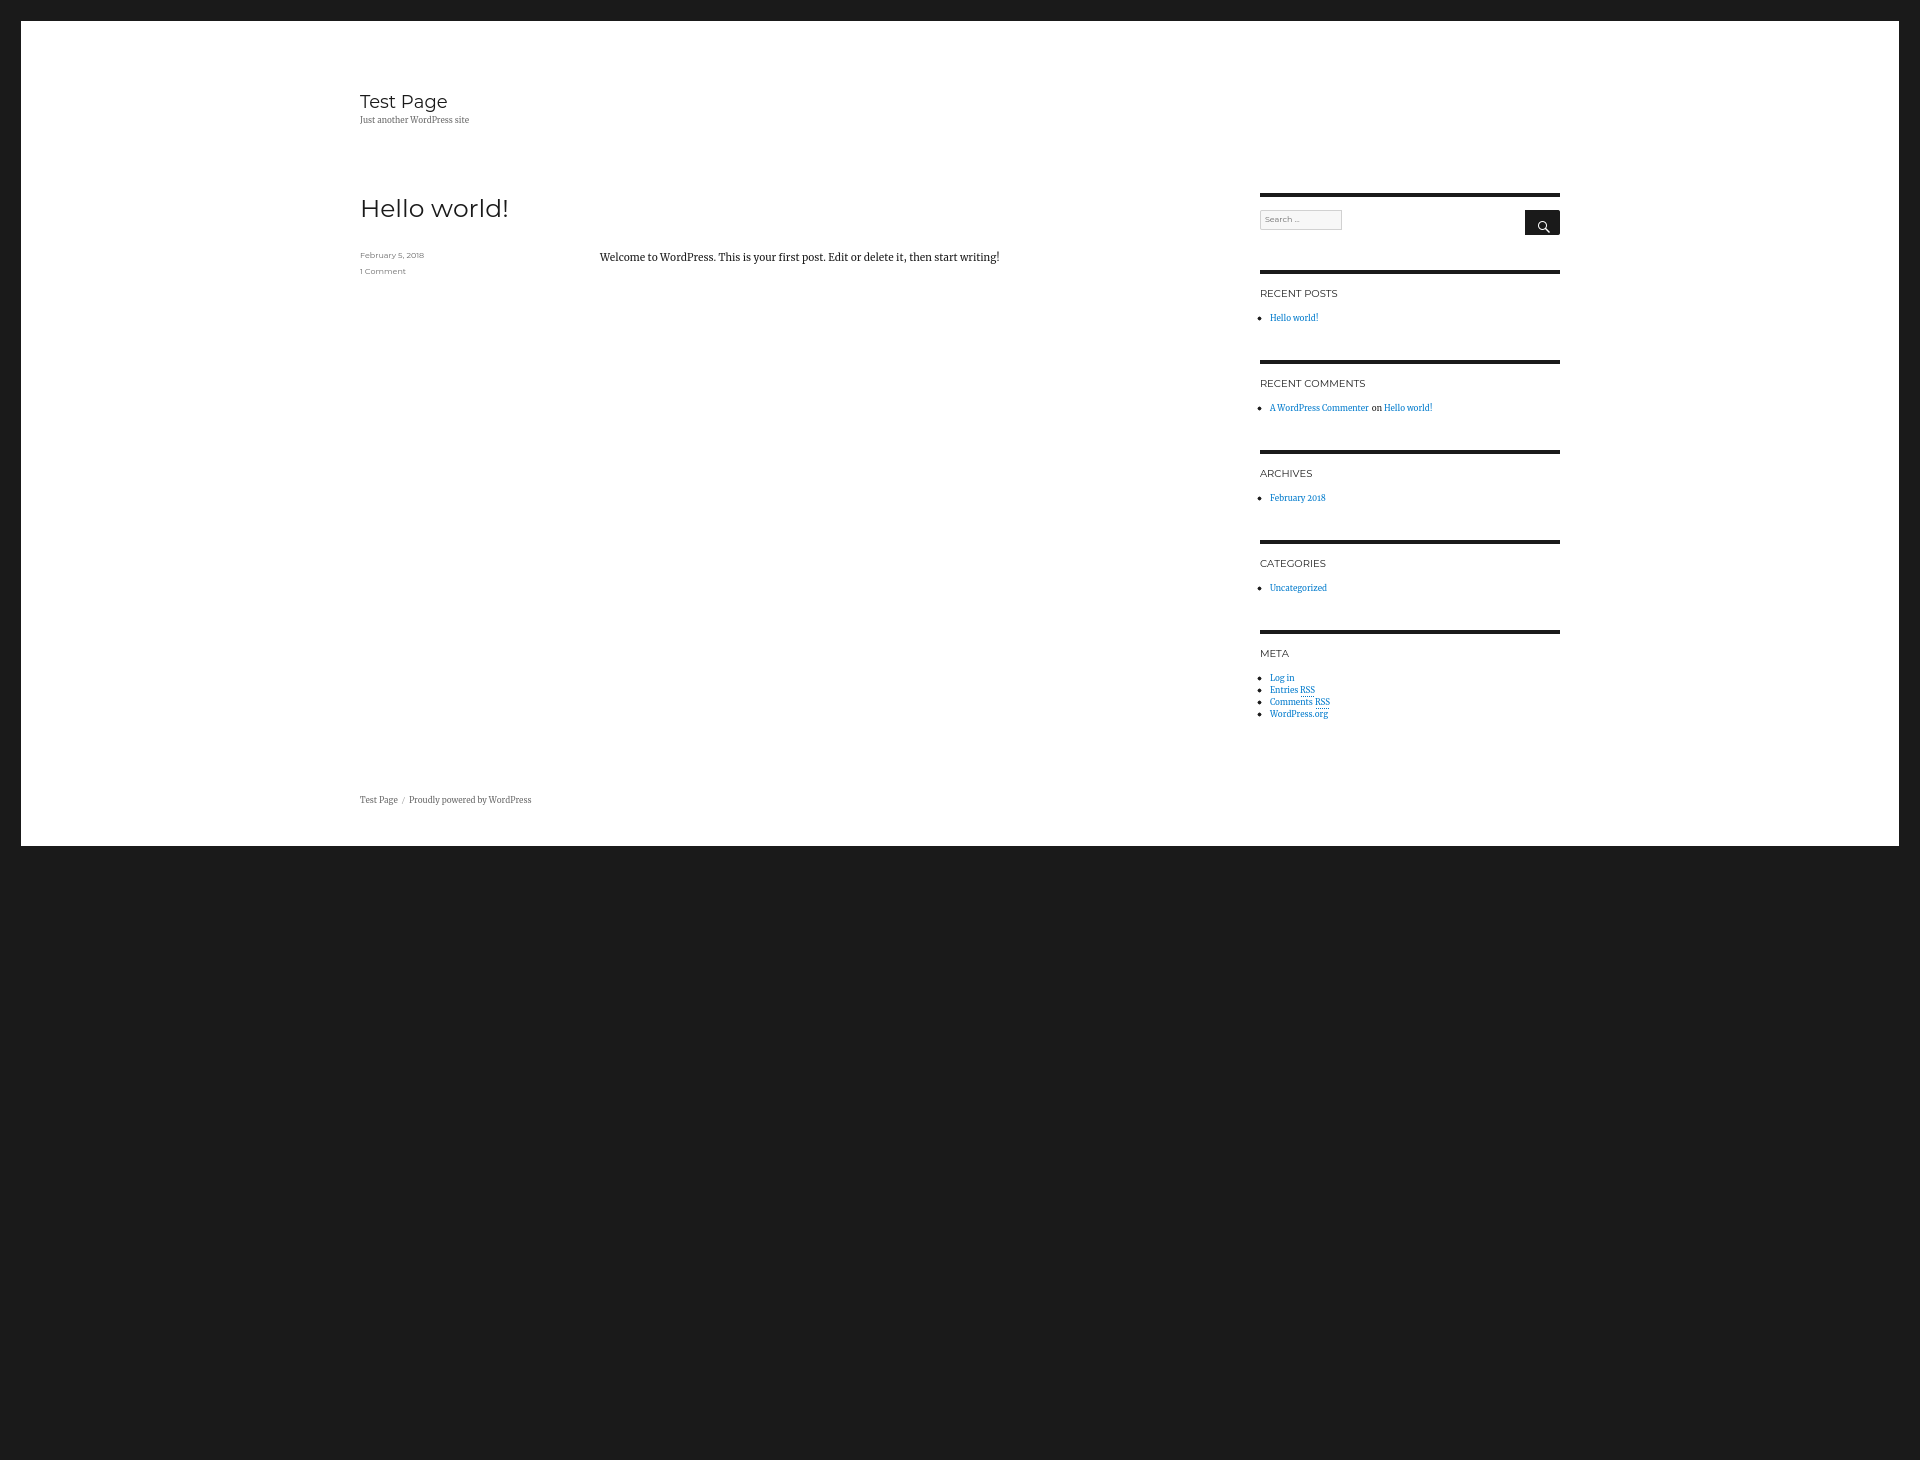 Test Page
Just another WordPress site
Hello world!
February 5, 2018
1 Comment
Welcome to WordPress. This is your first post. Edit or delete it, then start writing!
Search …
RECENT POSTS
Hello world!
RECENT COMMENTS
A WordPress Commenter on Hello world!
ARCHIVES
February 2018
CATEGORIES
Uncategorized
META
Log in
Entries RSS
Comments RSS
WordPress.org
Test Page / Proudly powered by WordPress